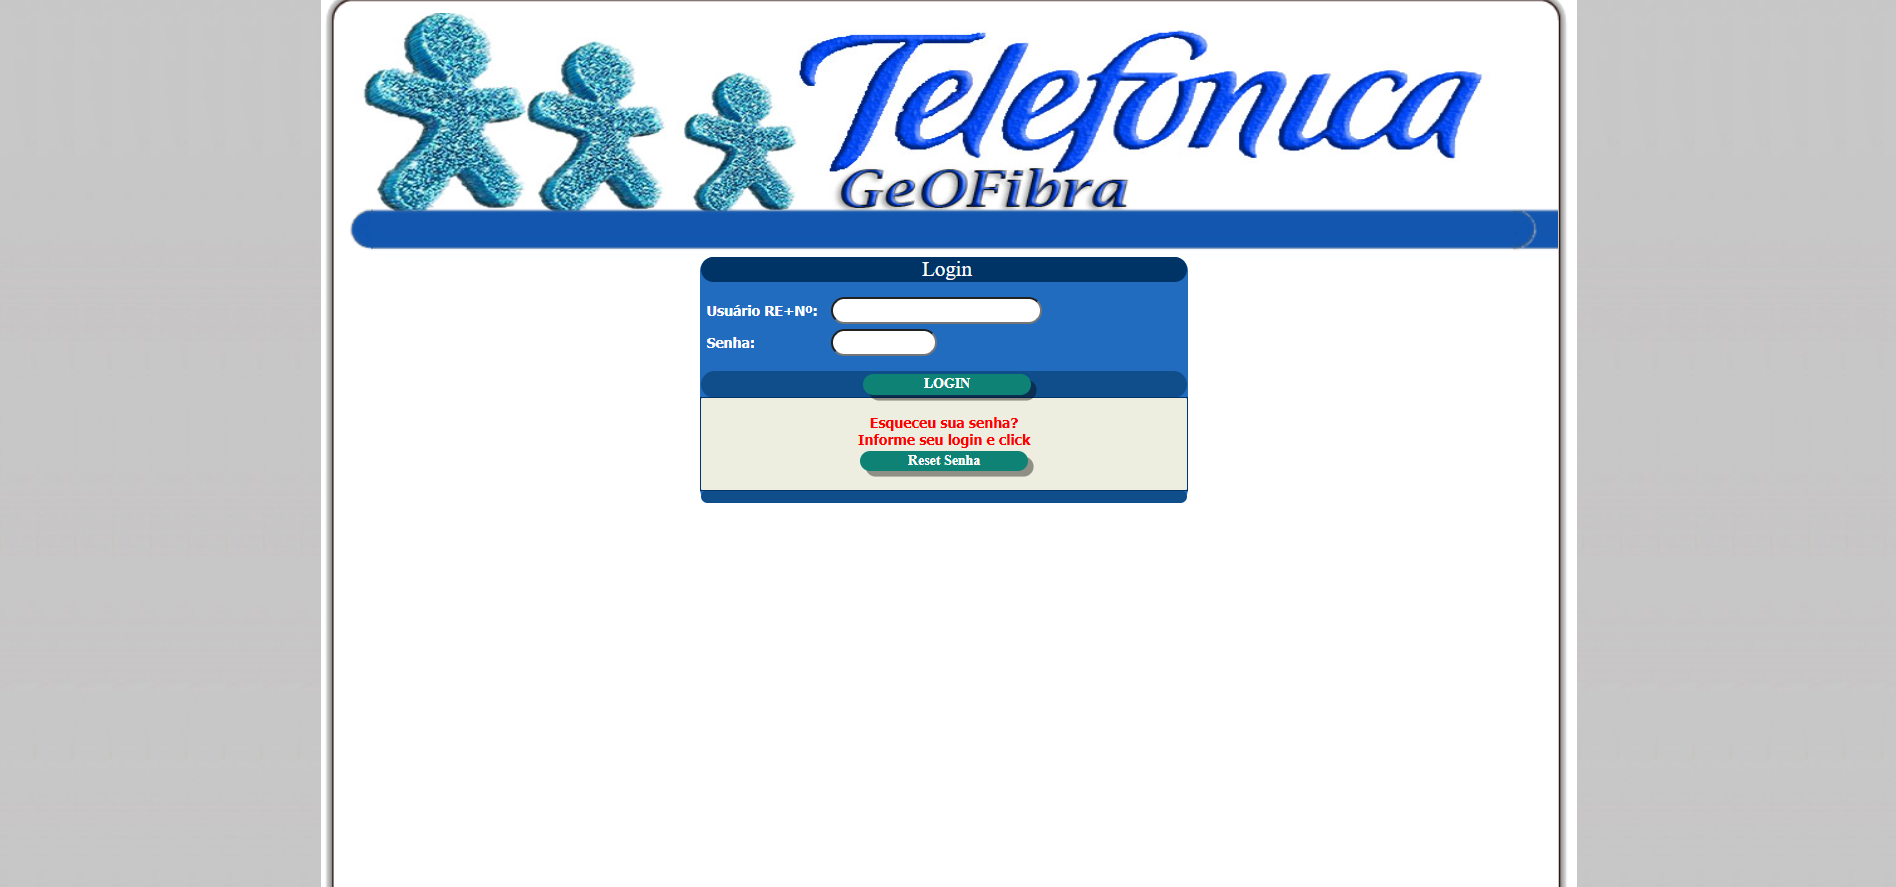 Telefonica
GeOFibra
Login
Usuário RE+Nº:
Senha:
LOGIN
Esqueceu sua senha?
Informe seu login e click
Reset Senha